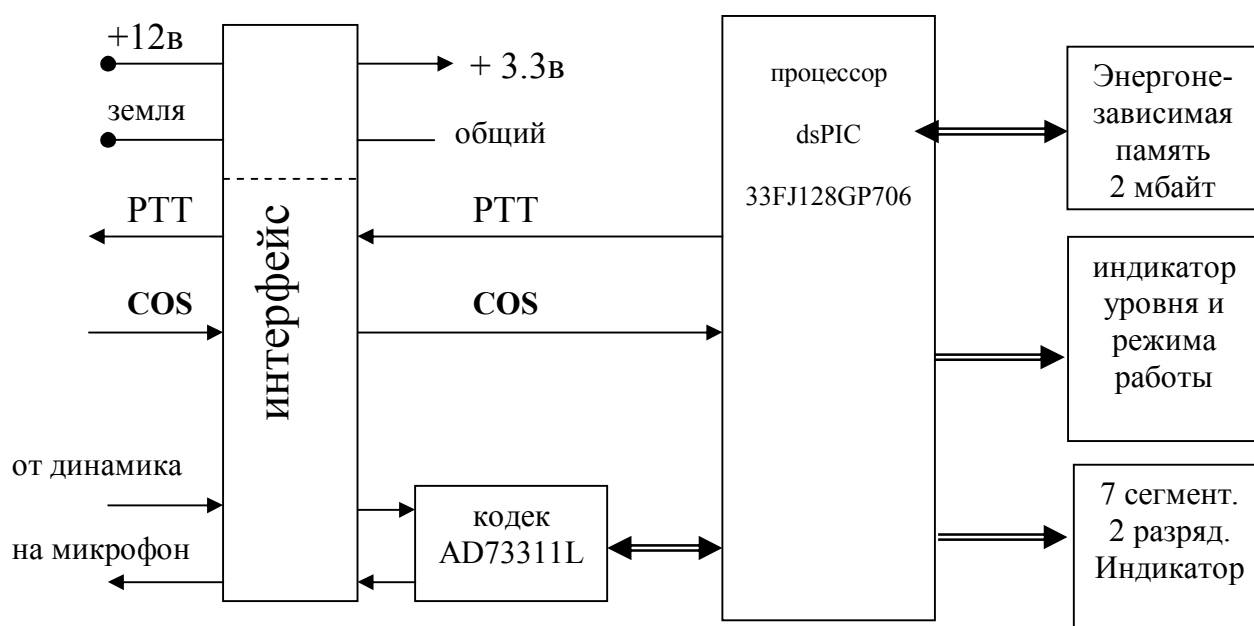 +12в
земля
PTT
COS
от динамика
на микрофон
интерфейс
+ 3.3в
общий
PTT
COS
кодек
AD73311L
процессор
dsPIC
33FJ128GP706
Энергоне-
зависимая
память
2 мбайт
индикатор
уровня и
режима
работы
7 сегмент.
2 разряд.
Индикатор